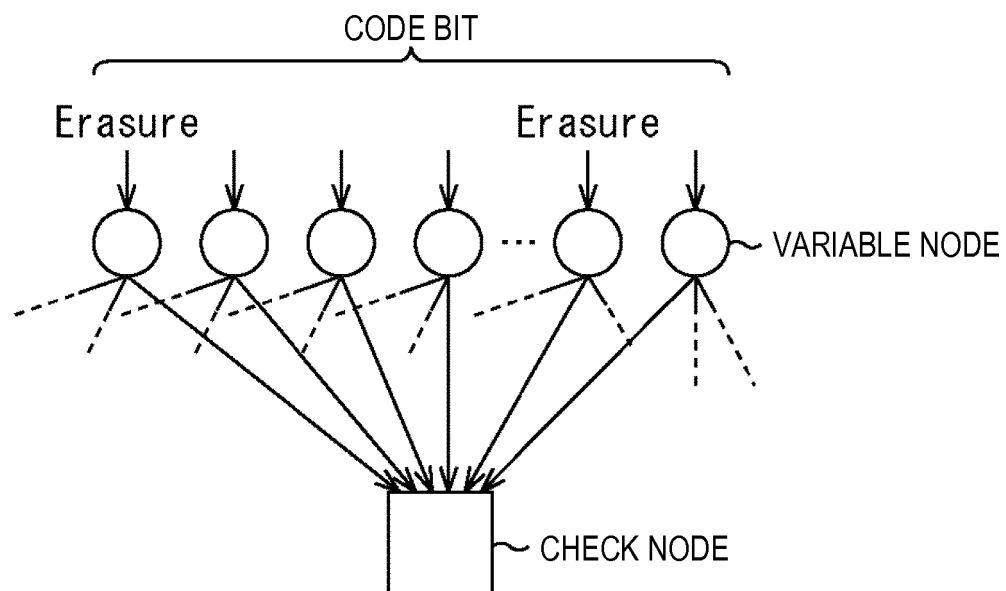 CODE BIT
Erasure Erasure
...
VARIABLE NODE
CHECK NODE